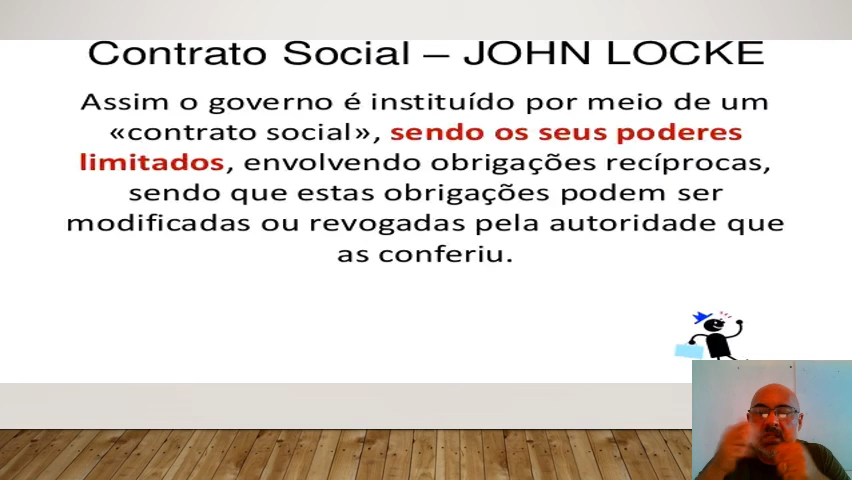 Contrato Social – JOHN LOCKE
Assim o governo é instituído por meio de um
«contrato social», sendo os seus poderes
limitados, envolvendo obrigações recíprocas,
sendo que estas obrigações podem ser
modificadas ou revogadas pela autoridade que
as conferiu.